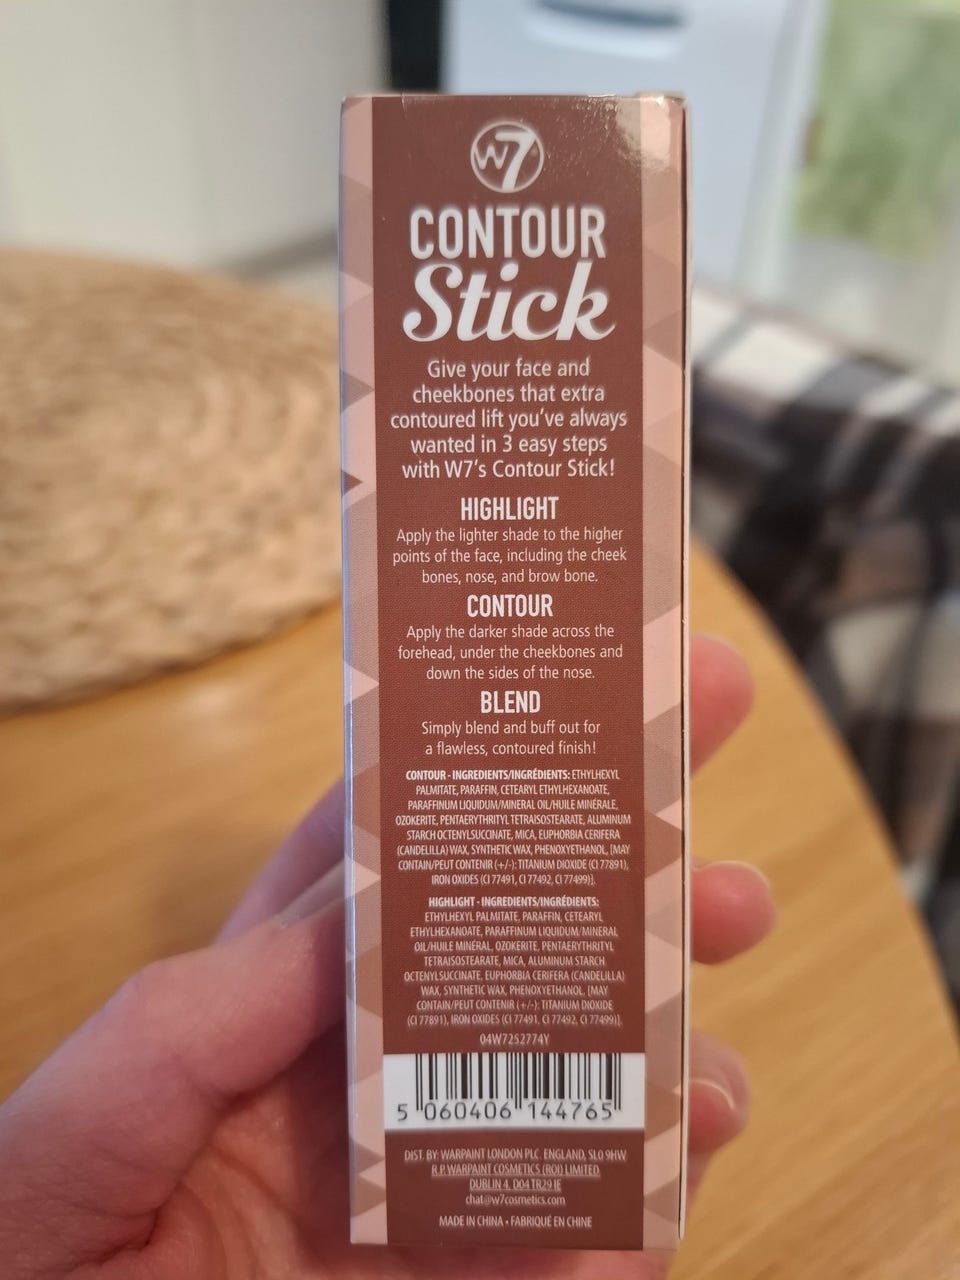 W7
CONTOUR
Stick
Give your face and
cheekbones that extra
contoured lift you've always
wanted in 3 easy steps
with W7's Contour Stick!
HIGHLIGHT
Apply the lighter shade to the higher
points of the face, including the cheek
bones, nose, and brow bone.
CONTOUR
Apply the darker shade across the
forehead, under the cheekbones and
down the sides of the nose.
BLEND
Simply blend and buff out for
a flawless, contoured finish!
CONTOUR - INGREDIENTS/INGRÉDIENTS: ETHYLHEXYL
PALMITATE, PARAFFIN, CETEARYL ETHYLHEXANOATE,
PARAFFINUM LIQUIDUM/MINERAL OIL/HUILE MINÉRALE,
OZOKERITE, PENTAERYTHRITYL TETRAISOSTEARATE, ALUMINUM
STARCH OCTENYLSUCCINATE, MICA, EUPHORBIA CERIFERA
(CANDELILLA) WAX, SYNTHETIC WAX, PHENOXYETHANOL, [MAY
CONTAIN/PEUT CONTENIR (+/-): TITANIUM DIOXIDE (CI 77891),
IRON OXIDES (CI 77491, CI 77492, CI 77499)].
HIGHLIGHT - INGREDIENTS/INGRÉDIENTS:
ETHYLHEXYL PALMITATE, PARAFFIN, CETEARYL
ETHYLHEXANOATE, PARAFFINUM LIQUIDUM/MINERAL
OIL/HUILE MINÉRAL, OZOKERITE, PENTAERYTHRITYL
TETRAISOSTEARATE, MICA, ALUMINUM STARCH
OCTENYLSUCCINATE, EUPHORBIA CERIFERA (CANDELILLA)
WAX, SYNTHETIC WAX, PHENOXYETHANOL, [MAY
CONTAIN/PEUT CONTENIR (+/-): TITANIUM DIOXIDE
(CI 77891), IRON OXIDES (CI 77491, CI 77492, CI 77499)].
04W72S2774Y
5 060406 144765
DIST. BY: WARPAINT LONDON PLC. ENGLAND, SL0 9HW
R.P. WARPAINT COSMETICS (ROI) LIMITED,
DUBLIN 4, D04 TR29 IE
chat@w7cosmetics.com
MADE IN CHINA • FABRIQUÉ EN CHINE